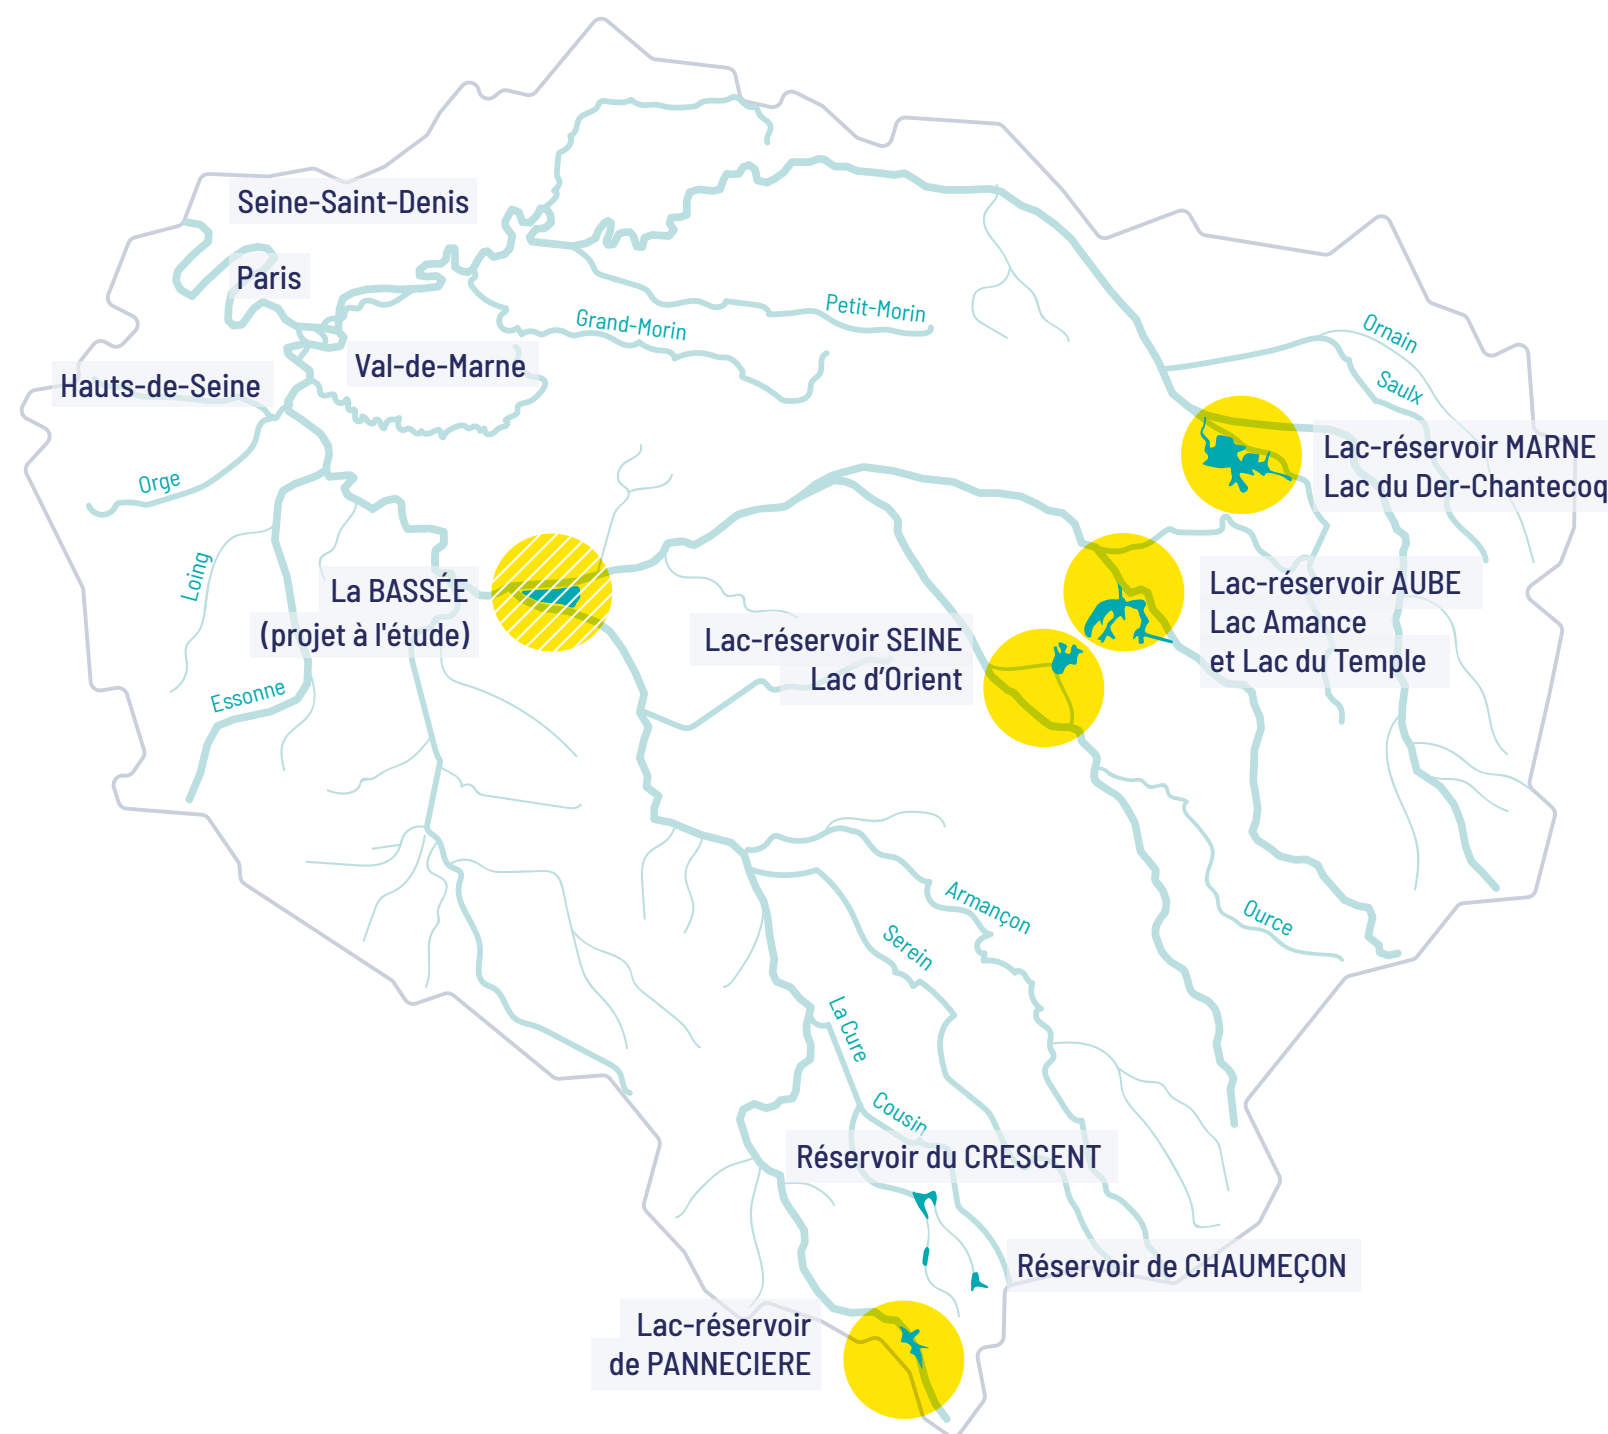 Seine-Saint-Denis
Paris
Petit-Morin
Grand-Morin
Ornain
Val-de-Marne
Hauts-de-Seine
Saulx
Lac-réservoir MARNE
Lac du Der-Chantecoq
Orge
Loing
La BASSÉE
(projet à l'étude)
Lac-réservoir AUBE
Lac Amance
et Lac du Temple
Lac-réservoir SEINE
Lac d'Orient
Essonne
Armançon
Serein
Ource
La Cure
Cousin
Réservoir du CRESCENT
Réservoir de CHAUMEÇON
Lac-réservoir
de PANNECIERE